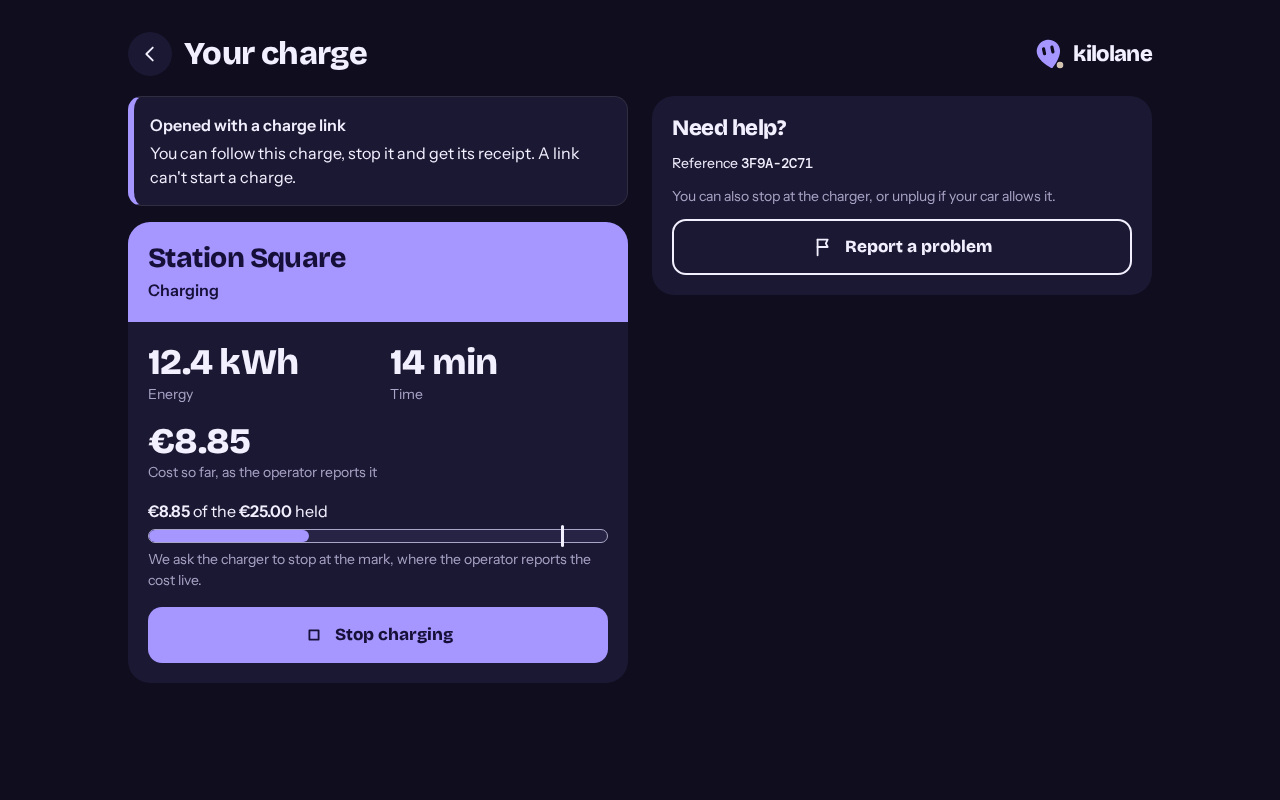 Your charge
kilolane
Opened with a charge link
You can follow this charge, stop it and get its receipt. A link
can't start a charge.
Station Square
Charging
12.4 kWh
Energy
14 min
Time
€8.85
Cost so far, as the operator reports it
€8.85 of the €25.00 held
We ask the charger to stop at the mark, where the operator reports the
cost live.
Stop charging
Need help?
Reference 3F9A-2C71
You can also stop at the charger, or unplug if your car allows it.
Report a problem